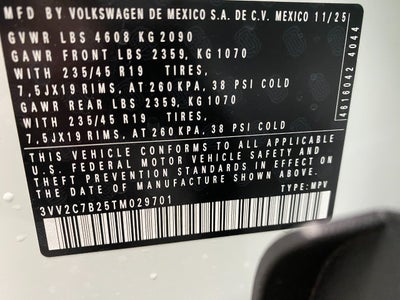 MFD BY VOLKSWAGEN DE MEXICO S.A. DE C.V. MEXICO 11/25
GVWR LBS 4608 KG 2090
GAWR FRONT LBS 2359, KG 1070
WITH 235/45 R19 TIRES,
7,5JX19 RIMS, AT 260 KPA, 38 PSI COLD
GAWR REAR LBS 2359, KG 1070
WITH 235/45 R19 TIRES,
7,5JX19 RIMS, AT 260 KPA, 38 PSI COLD
THIS VEHICLE CONFORMS TO ALL APPLICABLE
U.S. FEDERAL MOTOR VEHICLE SAFETY AND
THEFT PREVENTION STANDARDS IN EFFECT ON
THE DATE OF MANUFACTURE SHOWN ABOVE.
3VV2C7B25TM029701 TYPE: MPV
4616042 4044